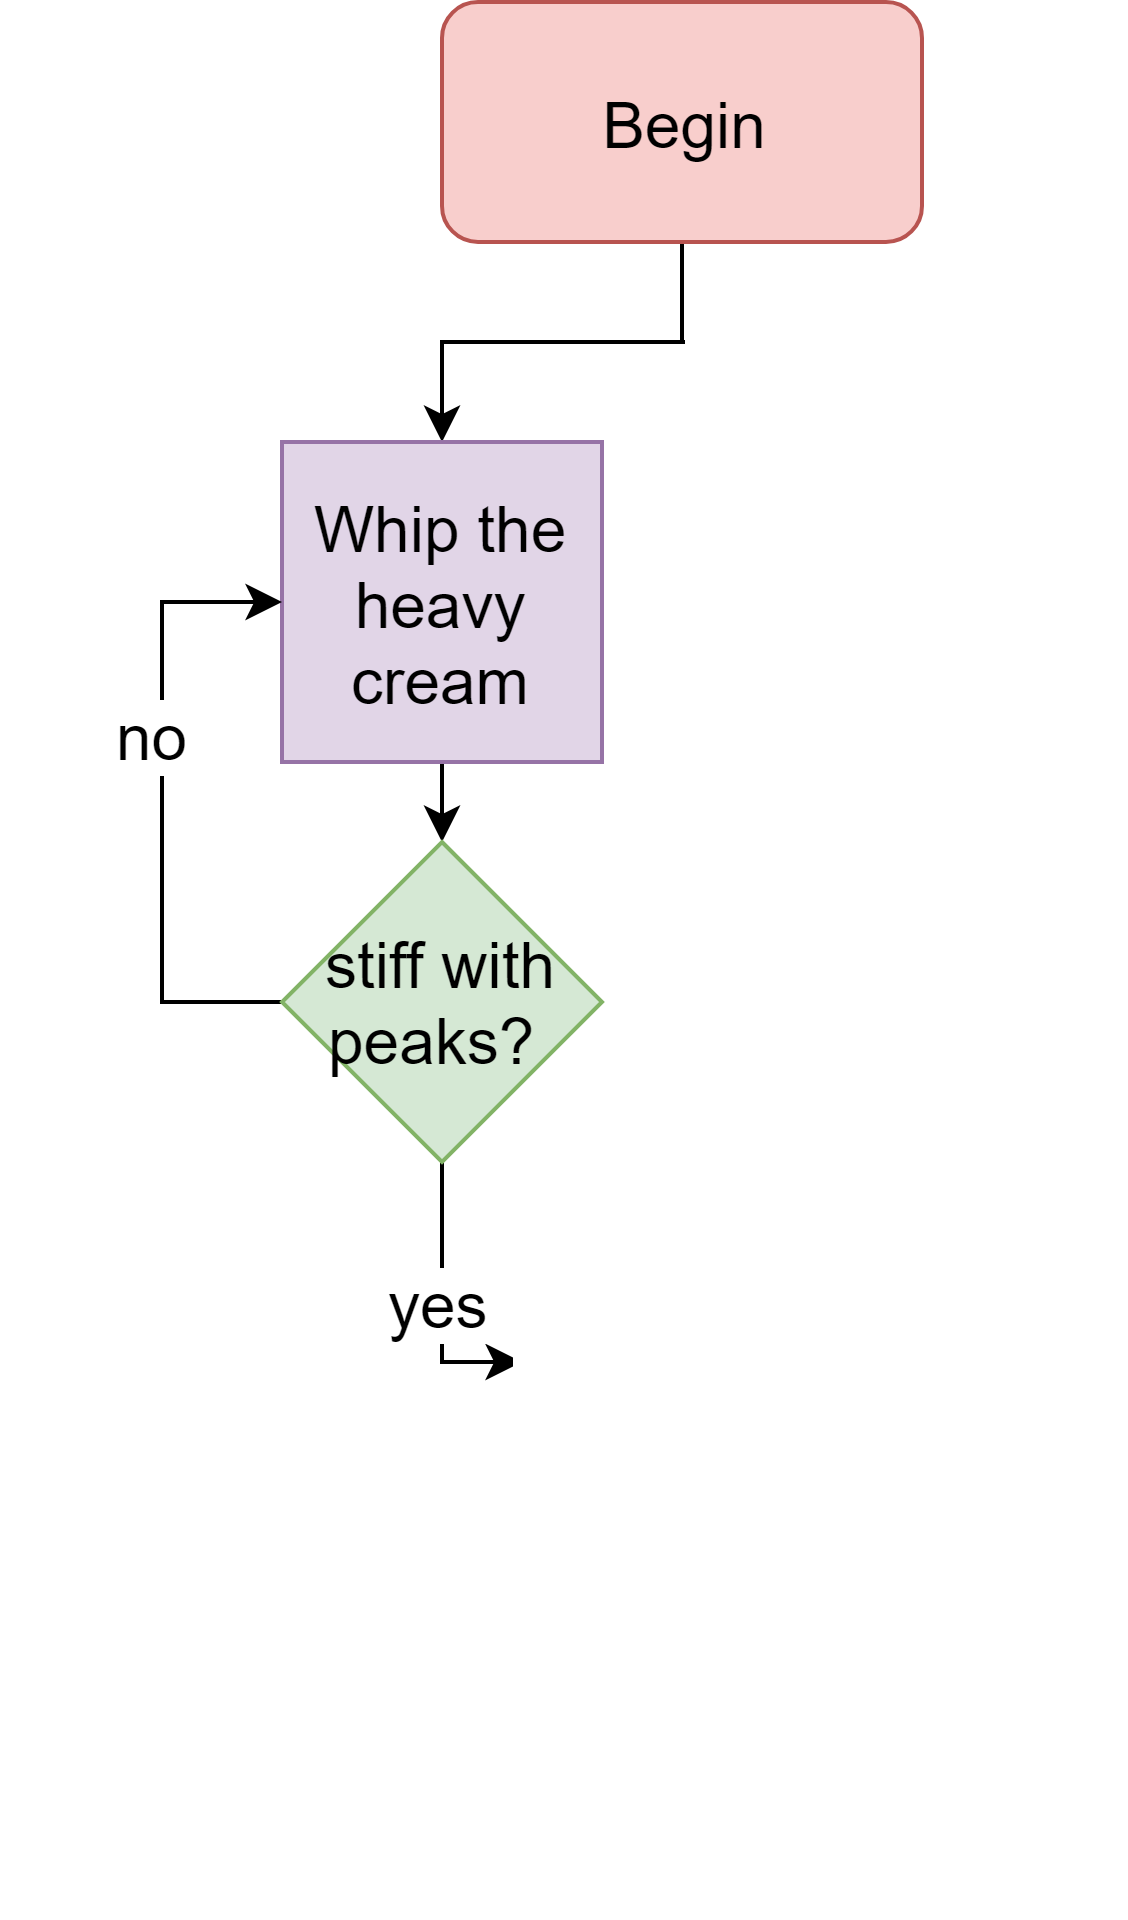 Begin
Whip the
heavy
cream
no
stiff with
peaks?
yes